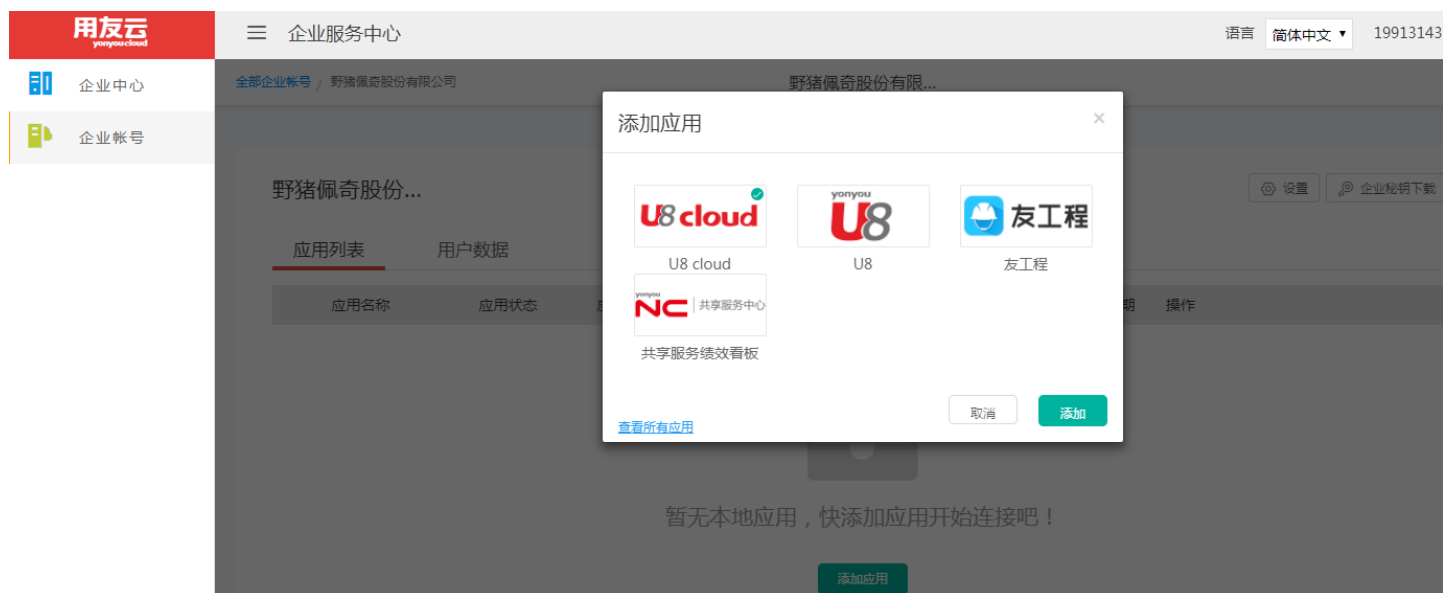 用友云
yonyoucloud
企业服务中心
语言 简体中文 19913143
企业中心
企业帐号
全部企业帐号 / 野猪佩奇股份有限公司
野猪佩奇股份有限...
野猪佩奇股份...
设置 企业秘钥下载
应用列表 用户数据
应用名称 应用状态 期 操作
添加应用 ×
U8 cloud
yonyou
U8
友工程
U8 cloud U8 友工程
yonyou
NC 共享服务中心
共享服务绩效看板
查看所有应用
取消 添加
暂无本地应用，快添加应用开始连接吧！
添加应用